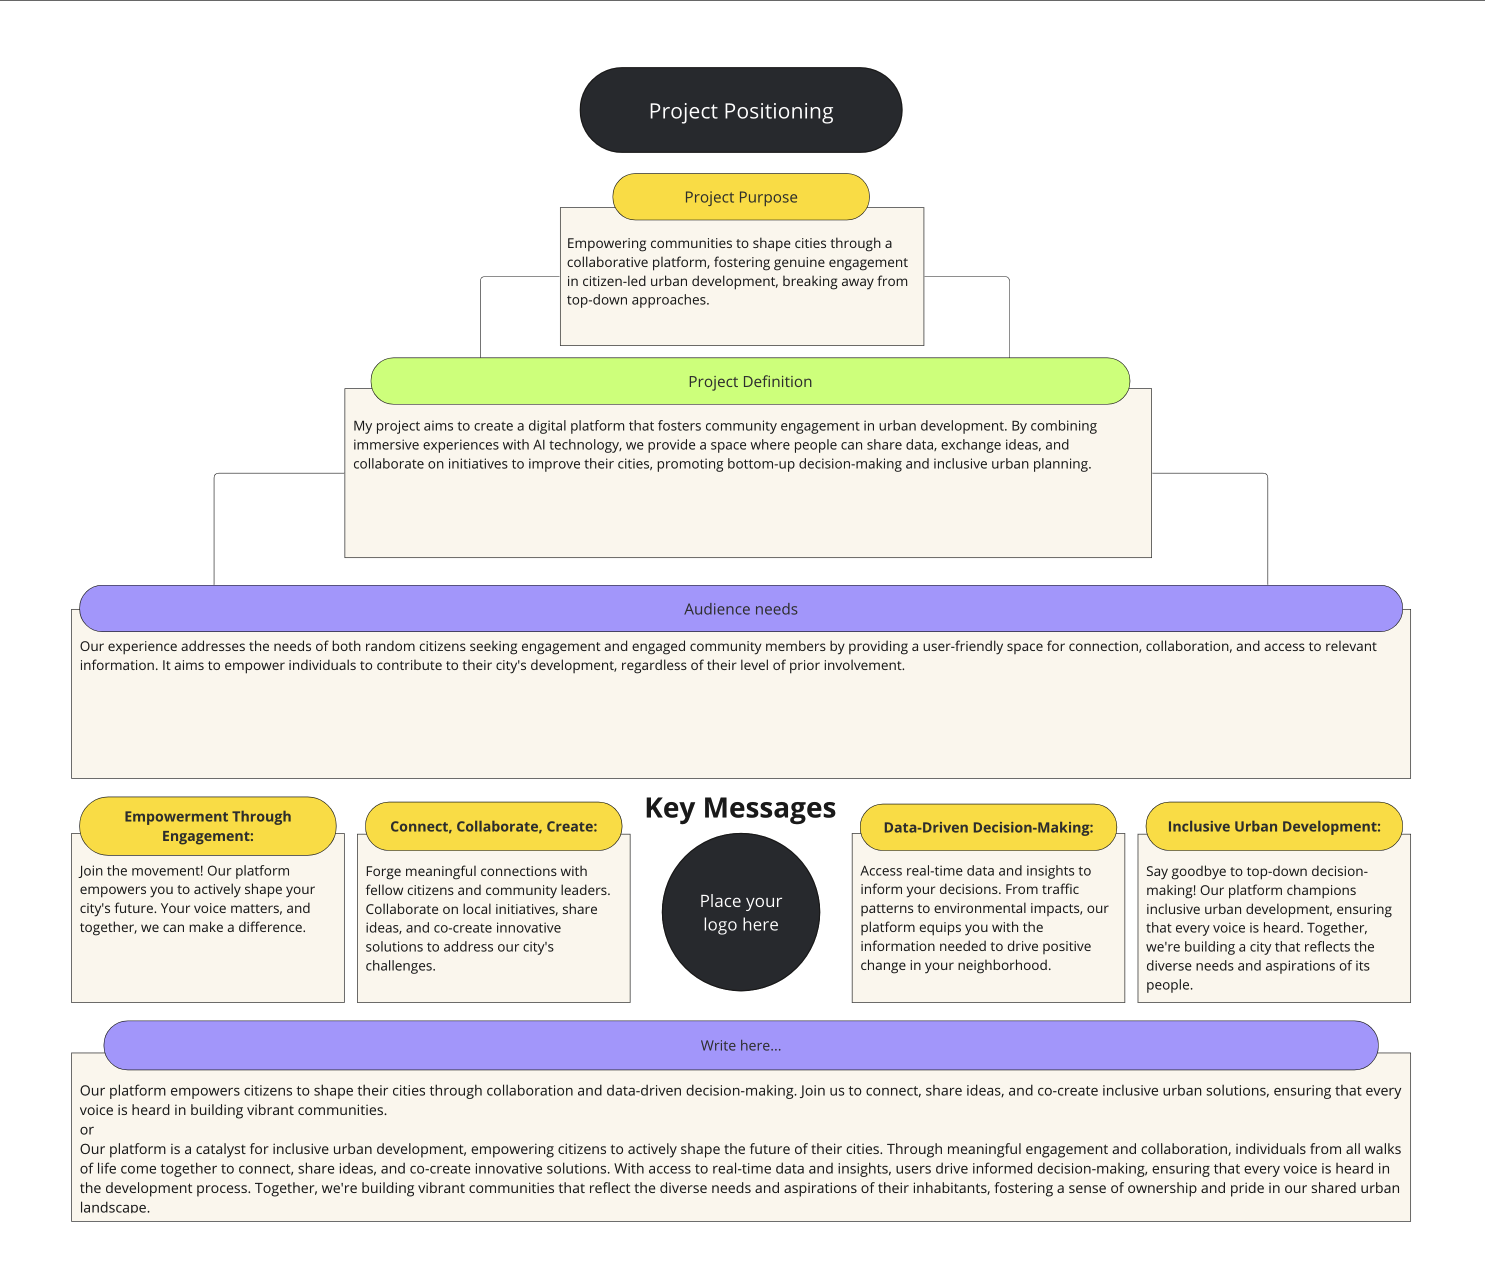 Project Positioning
Project Purpose
Empowering communities to shape cities through a
collaborative platform, fostering genuine engagement
in citizen-led urban development, breaking away from
top-down approaches.
Project Definition
My project aims to create a digital platform that fosters community engagement in urban development. By combining
immersive experiences with AI technology, we provide a space where people can share data, exchange ideas, and
collaborate on initiatives to improve their cities, promoting bottom-up decision-making and inclusive urban planning.
Audience needs
Our experience addresses the needs of both random citizens seeking engagement and engaged community members by providing a user-friendly space for connection, collaboration, and access to relevant
information. It aims to empower individuals to contribute to their city's development, regardless of their level of prior involvement.
Key Messages
Empowerment Through
Engagement:
Join the movement! Our platform
empowers you to actively shape your
city's future. Your voice matters, and
together, we can make a difference.
Connect, Collaborate, Create:
Forge meaningful connections with
fellow citizens and community leaders.
Collaborate on local initiatives, share
ideas, and co-create innovative
solutions to address our city's
challenges.
Place your
logo here
Data-Driven Decision-Making:
Access real-time data and insights to
inform your decisions. From traffic
patterns to environmental impacts, our
platform equips you with the
information needed to drive positive
change in your neighborhood.
Inclusive Urban Development:
Say goodbye to top-down decision-
making! Our platform champions
inclusive urban development, ensuring
that every voice is heard. Together,
we're building a city that reflects the
diverse needs and aspirations of its
people.
Write here...
Our platform empowers citizens to shape their cities through collaboration and data-driven decision-making. Join us to connect, share ideas, and co-create inclusive urban solutions, ensuring that every
voice is heard in building vibrant communities.
or
Our platform is a catalyst for inclusive urban development, empowering citizens to actively shape the future of their cities. Through meaningful engagement and collaboration, individuals from all walks
of life come together to connect, share ideas, and co-create innovative solutions. With access to real-time data and insights, users drive informed decision-making, ensuring that every voice is heard in
the development process. Together, we're building vibrant communities that reflect the diverse needs and aspirations of their inhabitants, fostering a sense of ownership and pride in our shared urban
landscape.